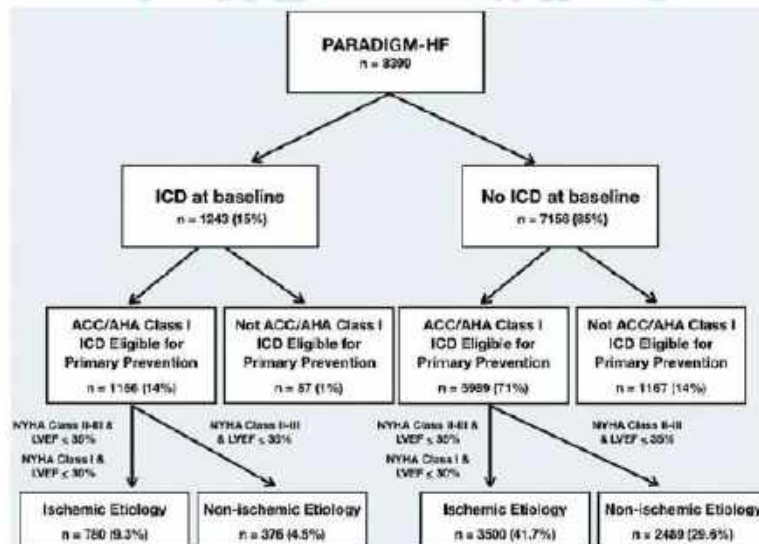 PARADIGM-HF
n = 8399
ICD at baseline
n = 1243 (15%)
No ICD at baseline
n = 7156 (85%)
ACC/AHA Class I
ICD Eligible for
Primary Prevention
n = 1156 (14%)
Not ACC/AHA Class I
ICD Eligible for
Primary Prevention
n = 87 (1%)
ACC/AHA Class I
ICD Eligible for
Primary Prevention
n = 5989 (71%)
Not ACC/AHA Class I
ICD Eligible for
Primary Prevention
n = 1167 (14%)
NYHA Class II-III &
LVEF ≤ 35%
NYHA Class I &
LVEF ≤ 30%
NYHA Class II-III
& LVEF ≤ 35%
NYHA Class II-III &
LVEF ≤ 35%
NYHA Class I &
LVEF ≤ 30%
NYHA Class II-III
& LVEF ≤ 35%
Ischemic Etiology
n = 780 (9.3%)
Non-ischemic Etiology
n = 376 (4.5%)
Ischemic Etiology
n = 3500 (41.7%)
Non-ischemic Etiology
n = 2489 (29.6%)